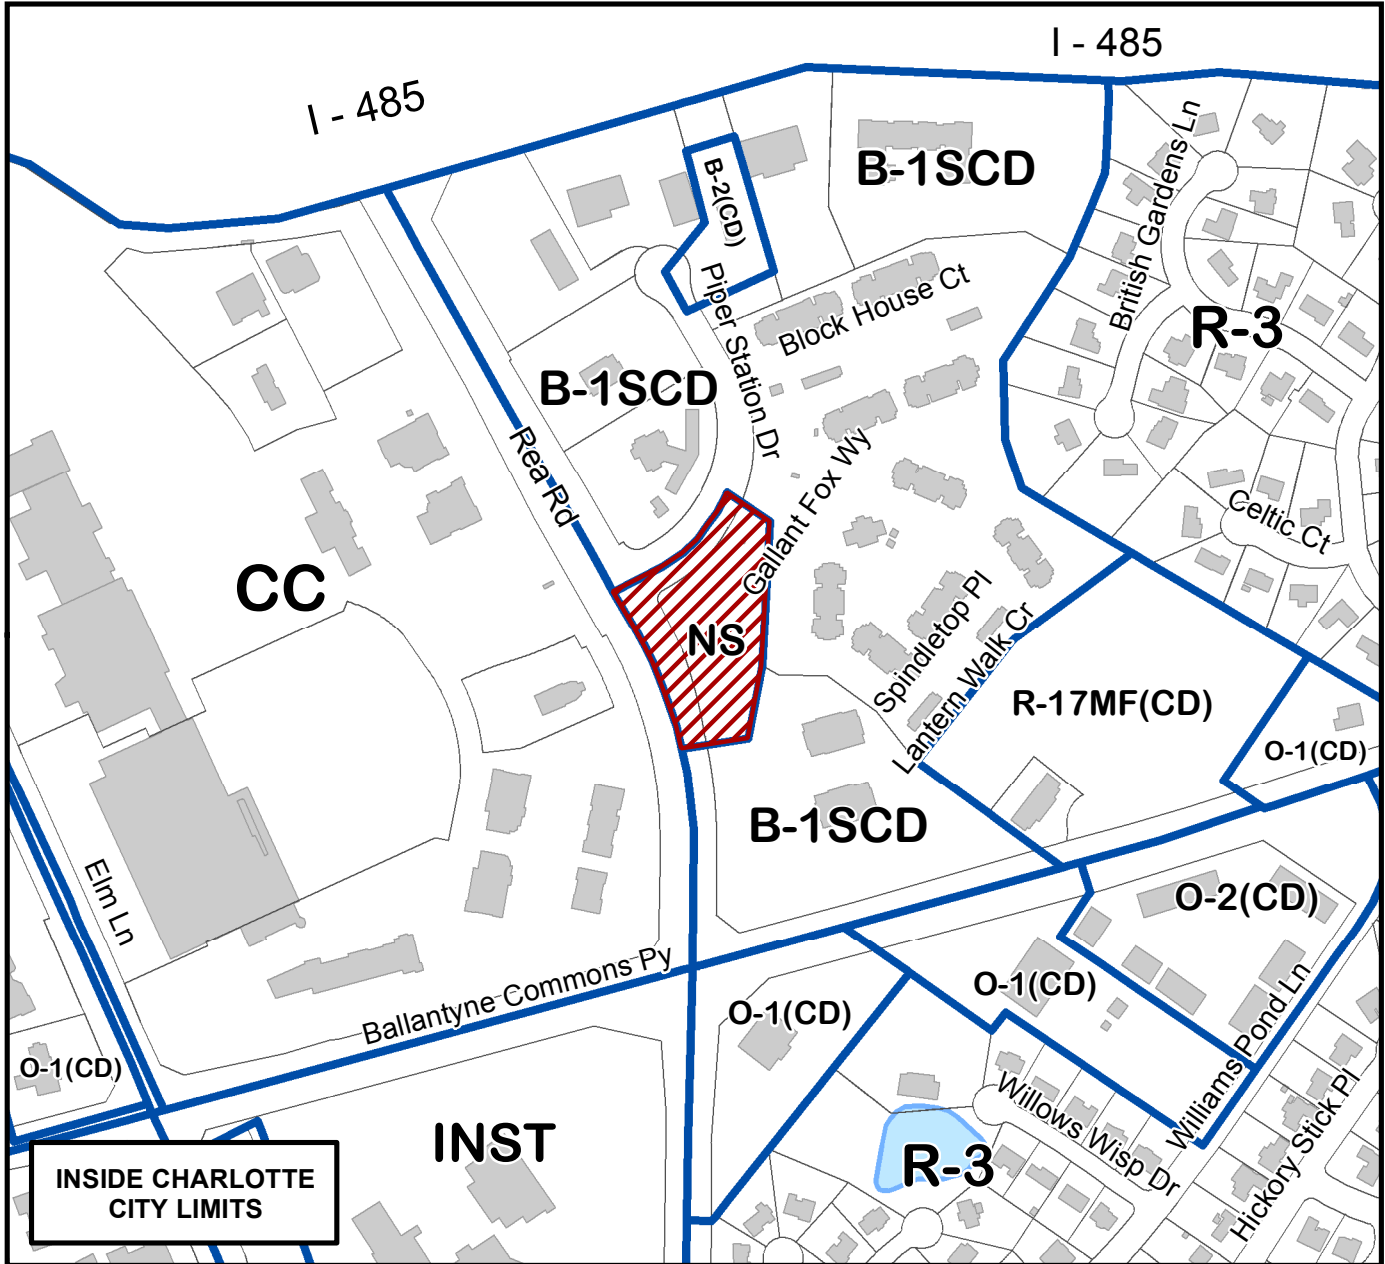 I - 485
I - 485
B-2(CD)
B-1SCD
British Gardens Ln
Piper Station Dr
Block House Ct
R-3
B-1SCD
Rea Rd
Gallant Fox Wy
Celtic Ct
CC
NS
Spindletop Pl
Lantern Walk Cr
R-17MF(CD)
O-1(CD)
B-1SCD
Elm Ln
O-2(CD)
Ballantyne Commons Py
O-1(CD)
O-1(CD)
Williams Pond Ln
O-1(CD)
Willows Wisp Dr
Hickory Stick Pl
INST
R-3
INSIDE CHARLOTTE
CITY LIMITS